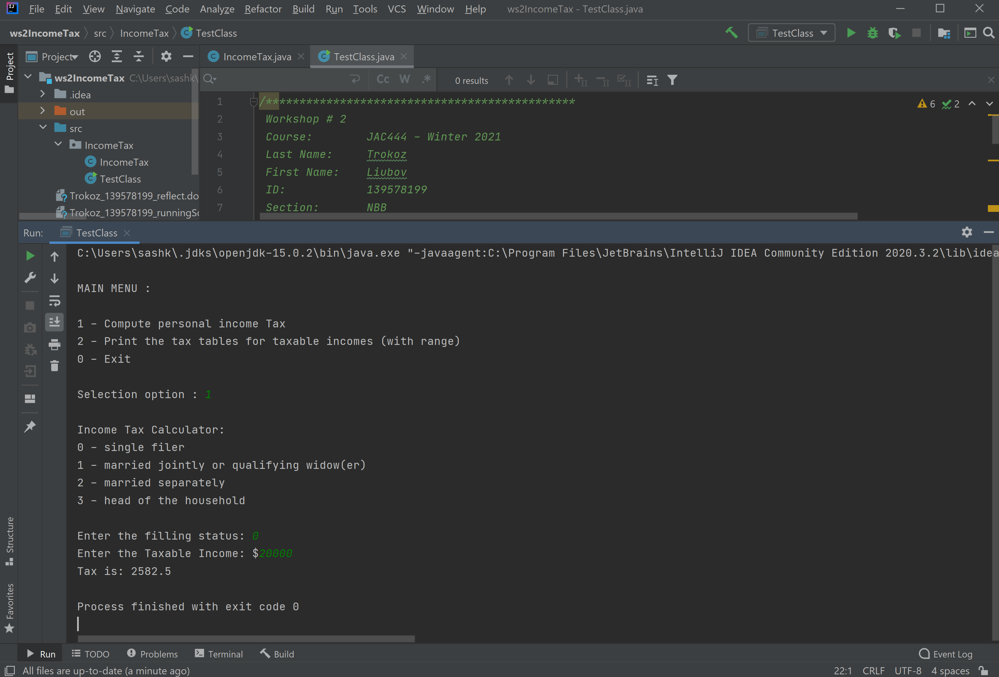 File Edit View Navigate Code Analyze Refactor Build Run Tools VCS Window Help ws2IncomeTax - TestClass.java
ws2IncomeTax src IncomeTax TestClass TestClass
Project
Project
IncomeTax.java TestClass.java
ws2IncomeTax C:\Users\sashk\
Cc W .* 0 results
.idea
out
src
IncomeTax
IncomeTax
TestClass
Trokoz_139578199_reflect.do
Trokoz_139578199_runningSc
1 /**********************************************
2 Workshop # 2
3 Course: JAC444 - Winter 2021
4 Last Name: Trokoz
5 First Name: Liubov
6 ID: 139578199
7 Section: NBB
6 2
Run: TestClass
C:\Users\sashk\.jdks\openjdk-15.0.2\bin\java.exe "-javaagent:C:\Program Files\JetBrains\IntelliJ IDEA Community Edition 2020.3.2\lib\idea
MAIN MENU :
1 - Compute personal income Tax
2 - Print the tax tables for taxable incomes (with range)
0 - Exit
Selection option : 1
Income Tax Calculator:
0 - single filer
1 - married jointly or qualifying widow(er)
2 - married separately
3 - head of the household
Enter the filling status: 0
Enter the Taxable Income: $20000
Tax is: 2582.5
Process finished with exit code 0
Structure
Favorites
Run TODO Problems Terminal Build Event Log
All files are up-to-date (a minute ago) 22:1 CRLF UTF-8 4 spaces